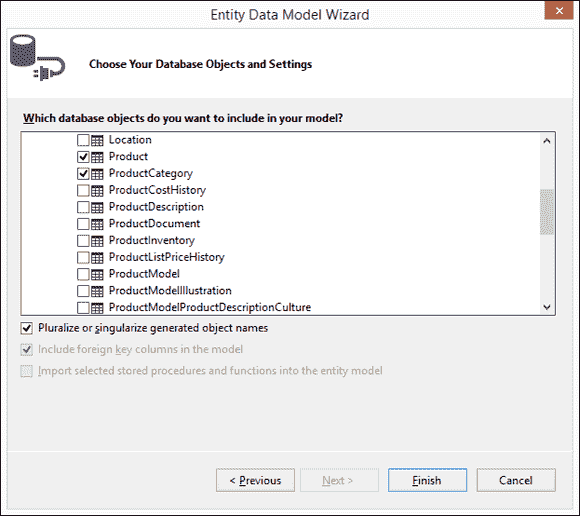 Entity Data Model Wizard
Choose Your Database Objects and Settings
Which database objects do you want to include in your model?
Location
Product
ProductCategory
ProductCostHistory
ProductDescription
ProductDocument
ProductInventory
ProductListPriceHistory
ProductModel
ProductModelIllustration
ProductModelProductDescriptionCulture
Pluralize or singularize generated object names
Include foreign key columns in the model
Import selected stored procedures and functions into the entity model
< Previous Next > Finish Cancel